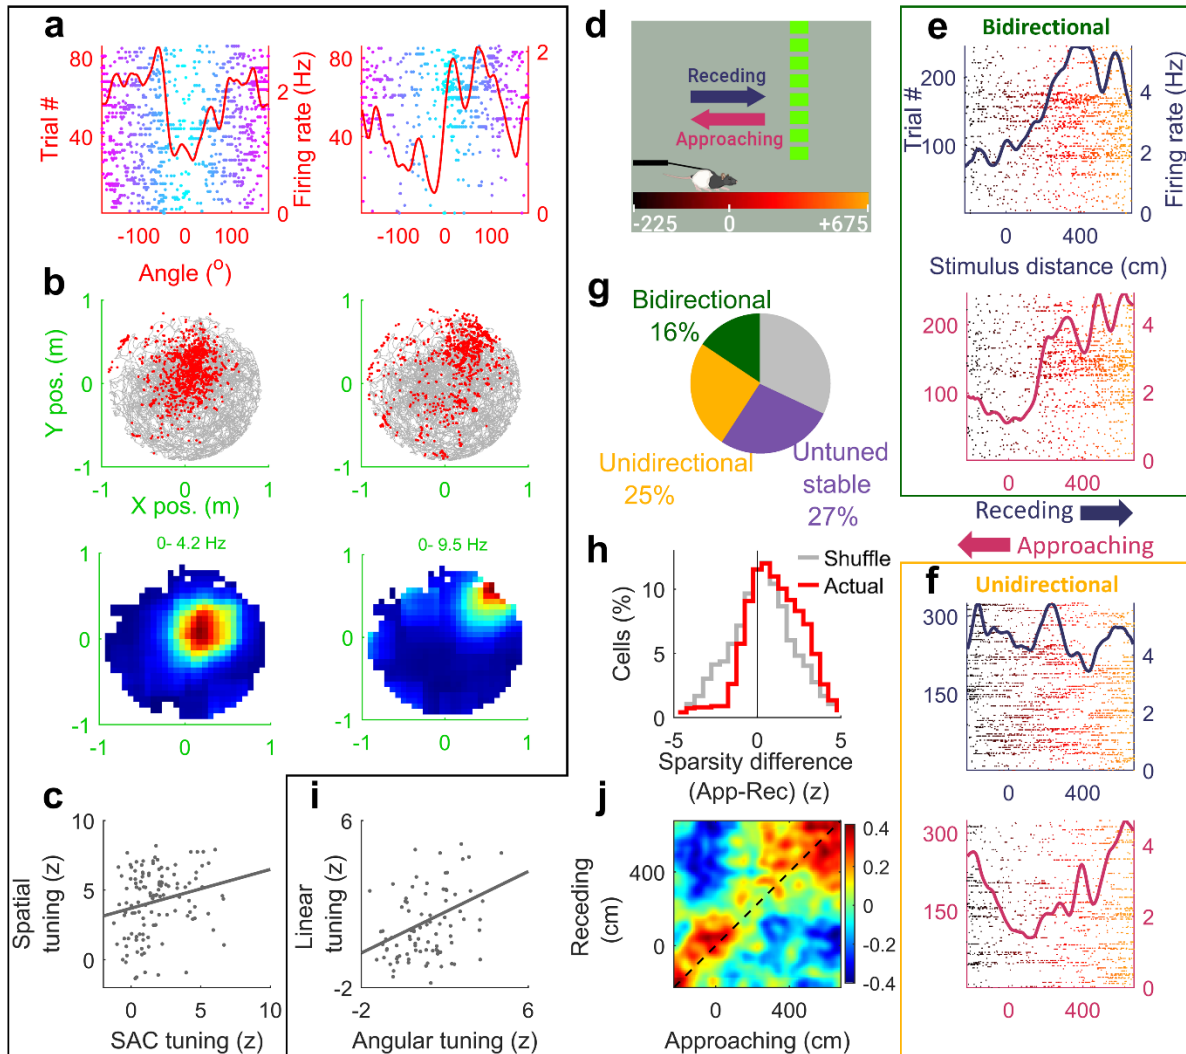 a
80
40
Trial #
2
0
Firing rate (Hz)
-100 0 100
Angle (o)
80
40
2
0
-100 0 100
b
1
0
-1
Y pos. (m)
-1 0 1
X pos. (m)
1
0
-1
-1 0 1
0- 4.2 Hz
1
0
-1
-1 0 1
0- 9.5 Hz
1
0
-1
-1 0 1
c
10
5
0
Spatial
tuning (z)
0 5 10
SAC tuning (z)
d
Receding
Approaching
-225 0 +675
e
Bidirectional
200
100
Trial #
4
2
0
Firing rate (Hz)
0 400
Stimulus distance (cm)
200
100
4
2
0
0 400
Receding
Approaching
f
Unidirectional
300
150
4
2
0
0 400
300
150
4
2
0
0 400
g
Bidirectional
16%
Unidirectional
25%
Untuned
stable
27%
h
Shuffle
Actual
10
5
0
Cells (%)
-5 0 5
Sparsity difference
(App-Rec) (z)
i
6
-2
Linear
tuning (z)
-2 6
Angular tuning (z)
j
400
0
Receding
(cm)
0 400
Approaching (cm)
0.4
0.2
0
-0.2
-0.4